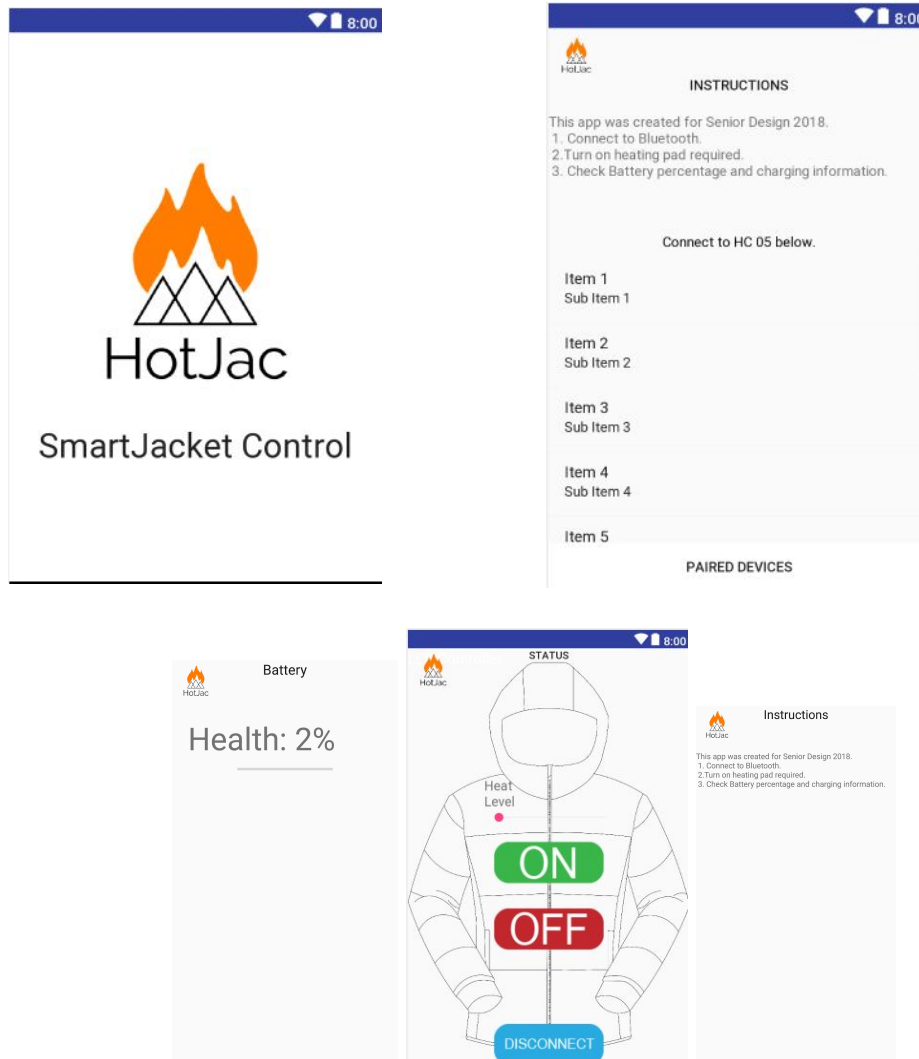 8:00
HotJac
SmartJacket Control
8:00
HotJac
INSTRUCTIONS
This app was created for Senior Design 2018.
1. Connect to Bluetooth.
2.Turn on heating pad required.
3. Check Battery percentage and charging information.
Connect to HC 05 below.
Item 1
Sub Item 1
Item 2
Sub Item 2
Item 3
Sub Item 3
Item 4
Sub Item 4
Item 5
PAIRED DEVICES
HotJac
Battery
Health: 2%
8:00
HotJac
STATUS
Heat
Level
ON
OFF
DISCONNECT
HotJac
Instructions
This app was created for Senior Design 2018.
1. Connect to Bluetooth.
2.Turn on heating pad required.
3. Check Battery percentage and charging information.